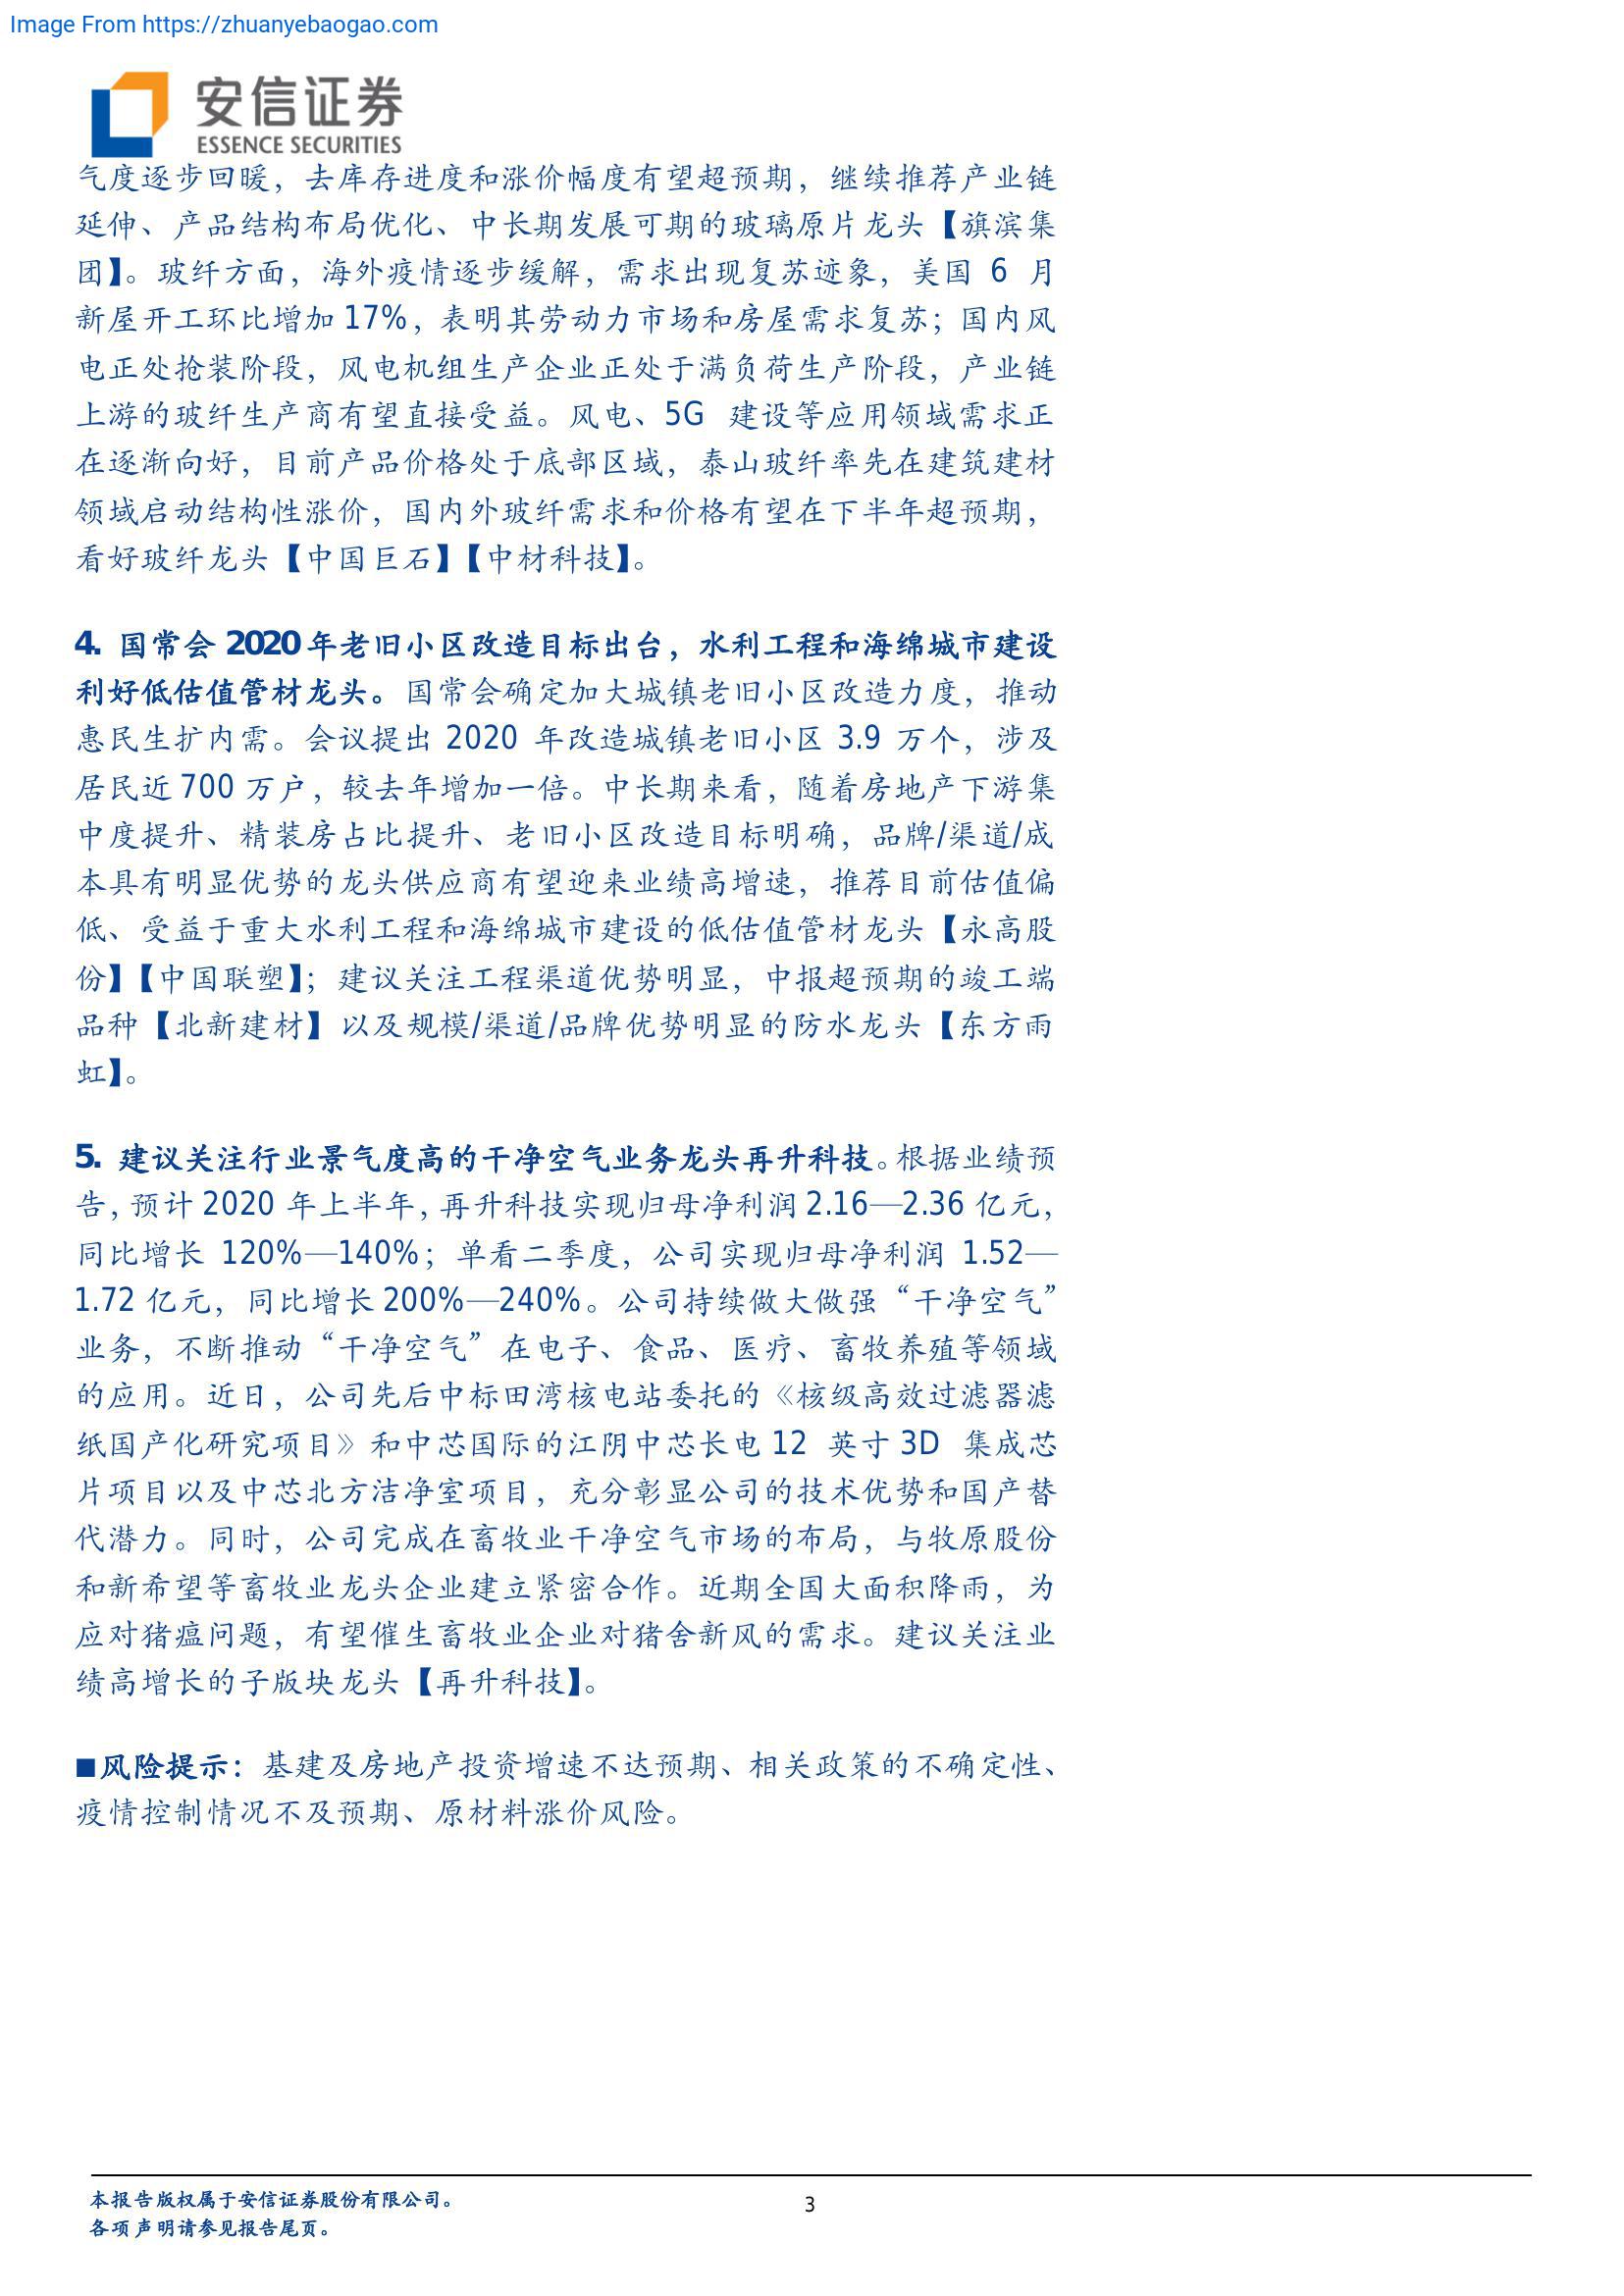 Image From https://zhuanyebaogao.com
安信证券
ESSENCE SECURITIES
气度逐步回暖，去库存进度和涨价幅度有望超预期，继续推荐产业链
延伸、产品结构布局优化、中长期发展可期的玻璃原片龙头【旗滨集
团】。玻纤方面，海外疫情逐步缓解，需求出现复苏迹象，美国 6 月
新屋开工环比增加 17%，表明其劳动力市场和房屋需求复苏；国内风
电正处抢装阶段，风电机组生产企业正处于满负荷生产阶段，产业链
上游的玻纤生产商有望直接受益。风电、5G 建设等应用领域需求正
在逐渐向好，目前产品价格处于底部区域，泰山玻纤率先在建筑建材
领域启动结构性涨价，国内外玻纤需求和价格有望在下半年超预期，
看好玻纤龙头【中国巨石】【中材科技】。
4. 国常会 2020 年老旧小区改造目标出台，水利工程和海绵城市建设
利好低估值管材龙头。国常会确定加大城镇老旧小区改造力度，推动
惠民生扩内需。会议提出 2020 年改造城镇老旧小区 3.9 万个，涉及
居民近 700 万户，较去年增加一倍。中长期来看，随着房地产下游集
中度提升、精装房占比提升、老旧小区改造目标明确，品牌/渠道/成
本具有明显优势的龙头供应商有望迎来业绩高增速，推荐目前估值偏
低、受益于重大水利工程和海绵城市建设的低估值管材龙头【永高股
份】【中国联塑】；建议关注工程渠道优势明显，中报超预期的竣工端
品种【北新建材】以及规模/渠道/品牌优势明显的防水龙头【东方雨
虹】。
5. 建议关注行业景气度高的干净空气业务龙头再升科技。根据业绩预
告，预计 2020 年上半年，再升科技实现归母净利润 2.16—2.36 亿元，
同比增长 120%—140%；单看二季度，公司实现归母净利润 1.52—
1.72 亿元，同比增长 200%—240%。公司持续做大做强“干净空气”
业务，不断推动“干净空气”在电子、食品、医疗、畜牧养殖等领域
的应用。近日，公司先后中标田湾核电站委托的《核级高效过滤器滤
纸国产化研究项目》和中芯国际的江阴中芯长电 12 英寸 3D 集成芯
片项目以及中芯北方洁净室项目，充分彰显公司的技术优势和国产替
代潜力。同时，公司完成在畜牧业干净空气市场的布局，与牧原股份
和新希望等畜牧业龙头企业建立紧密合作。近期全国大面积降雨，为
应对猪瘟问题，有望催生畜牧业企业对猪舍新风的需求。建议关注业
绩高增长的子版块龙头【再升科技】。
■风险提示：基建及房地产投资增速不达预期、相关政策的不确定性、
疫情控制情况不及预期、原材料涨价风险。
本报告版权属于安信证券股份有限公司。
各项声明请参见报告尾页。
3